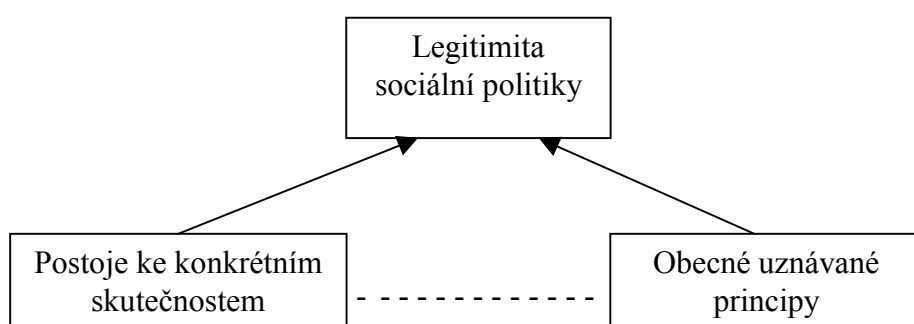 Legitimita
sociální politiky
Postoje ke konkrétním
skutečnostem
Obecné uznávané
principy